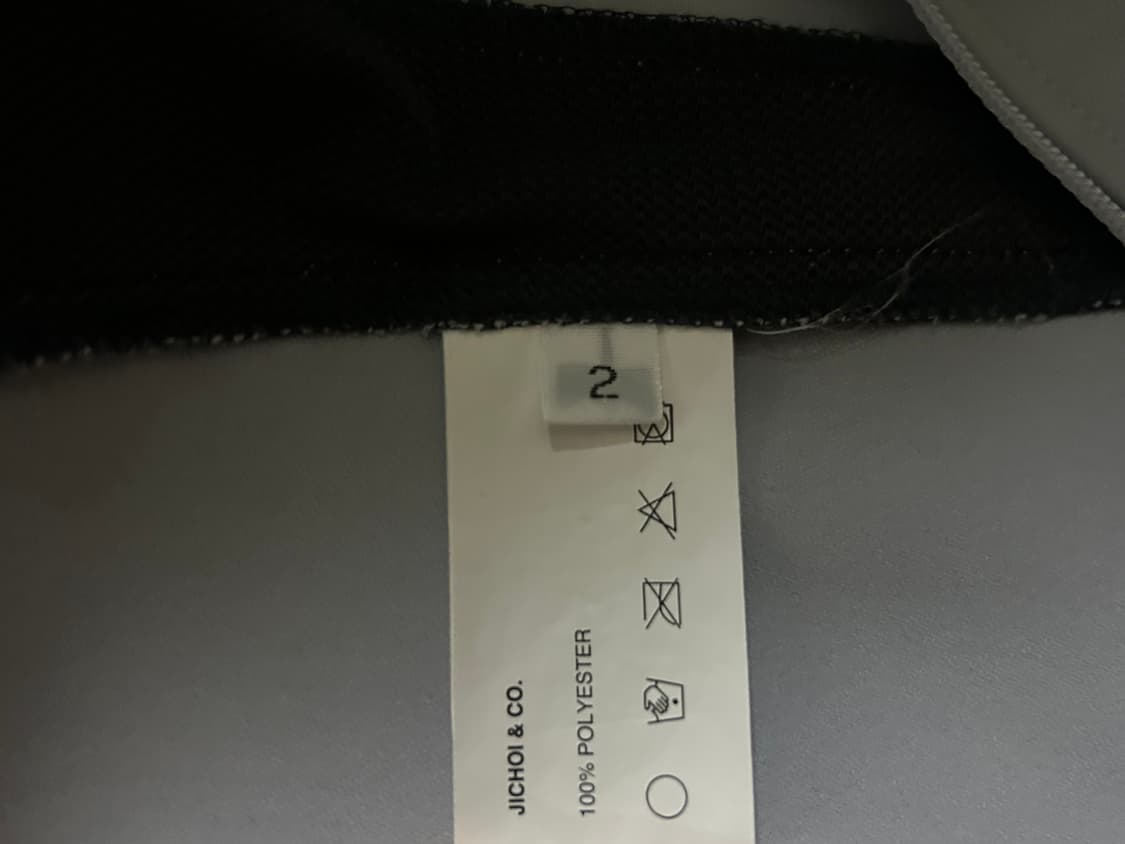 2
JICHOI & CO.
100% POLYESTER